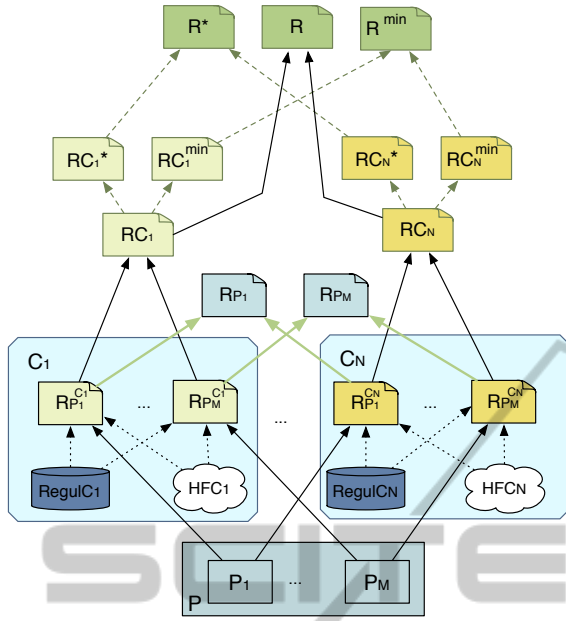 R* R R min
RC1* RC1 min RCN* RCN min
RC1 RCN
RP1 RPM
C1 CN
RP1 C1 ... RPM C1 ... RP1 CN ... RPM CN
RegulC1 HFC1 RegulCN HFCN
SCITE
P1 ... PM
P